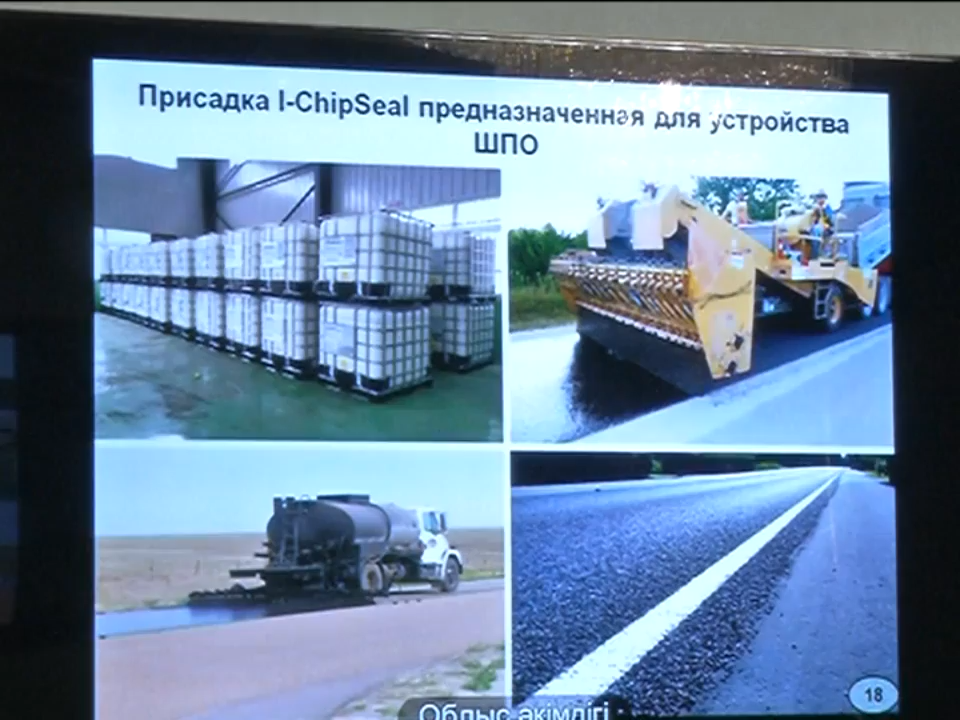 Присадка I-ChipSeal предназначенная для устройства
ШПО
18
Облыс әкімдігі